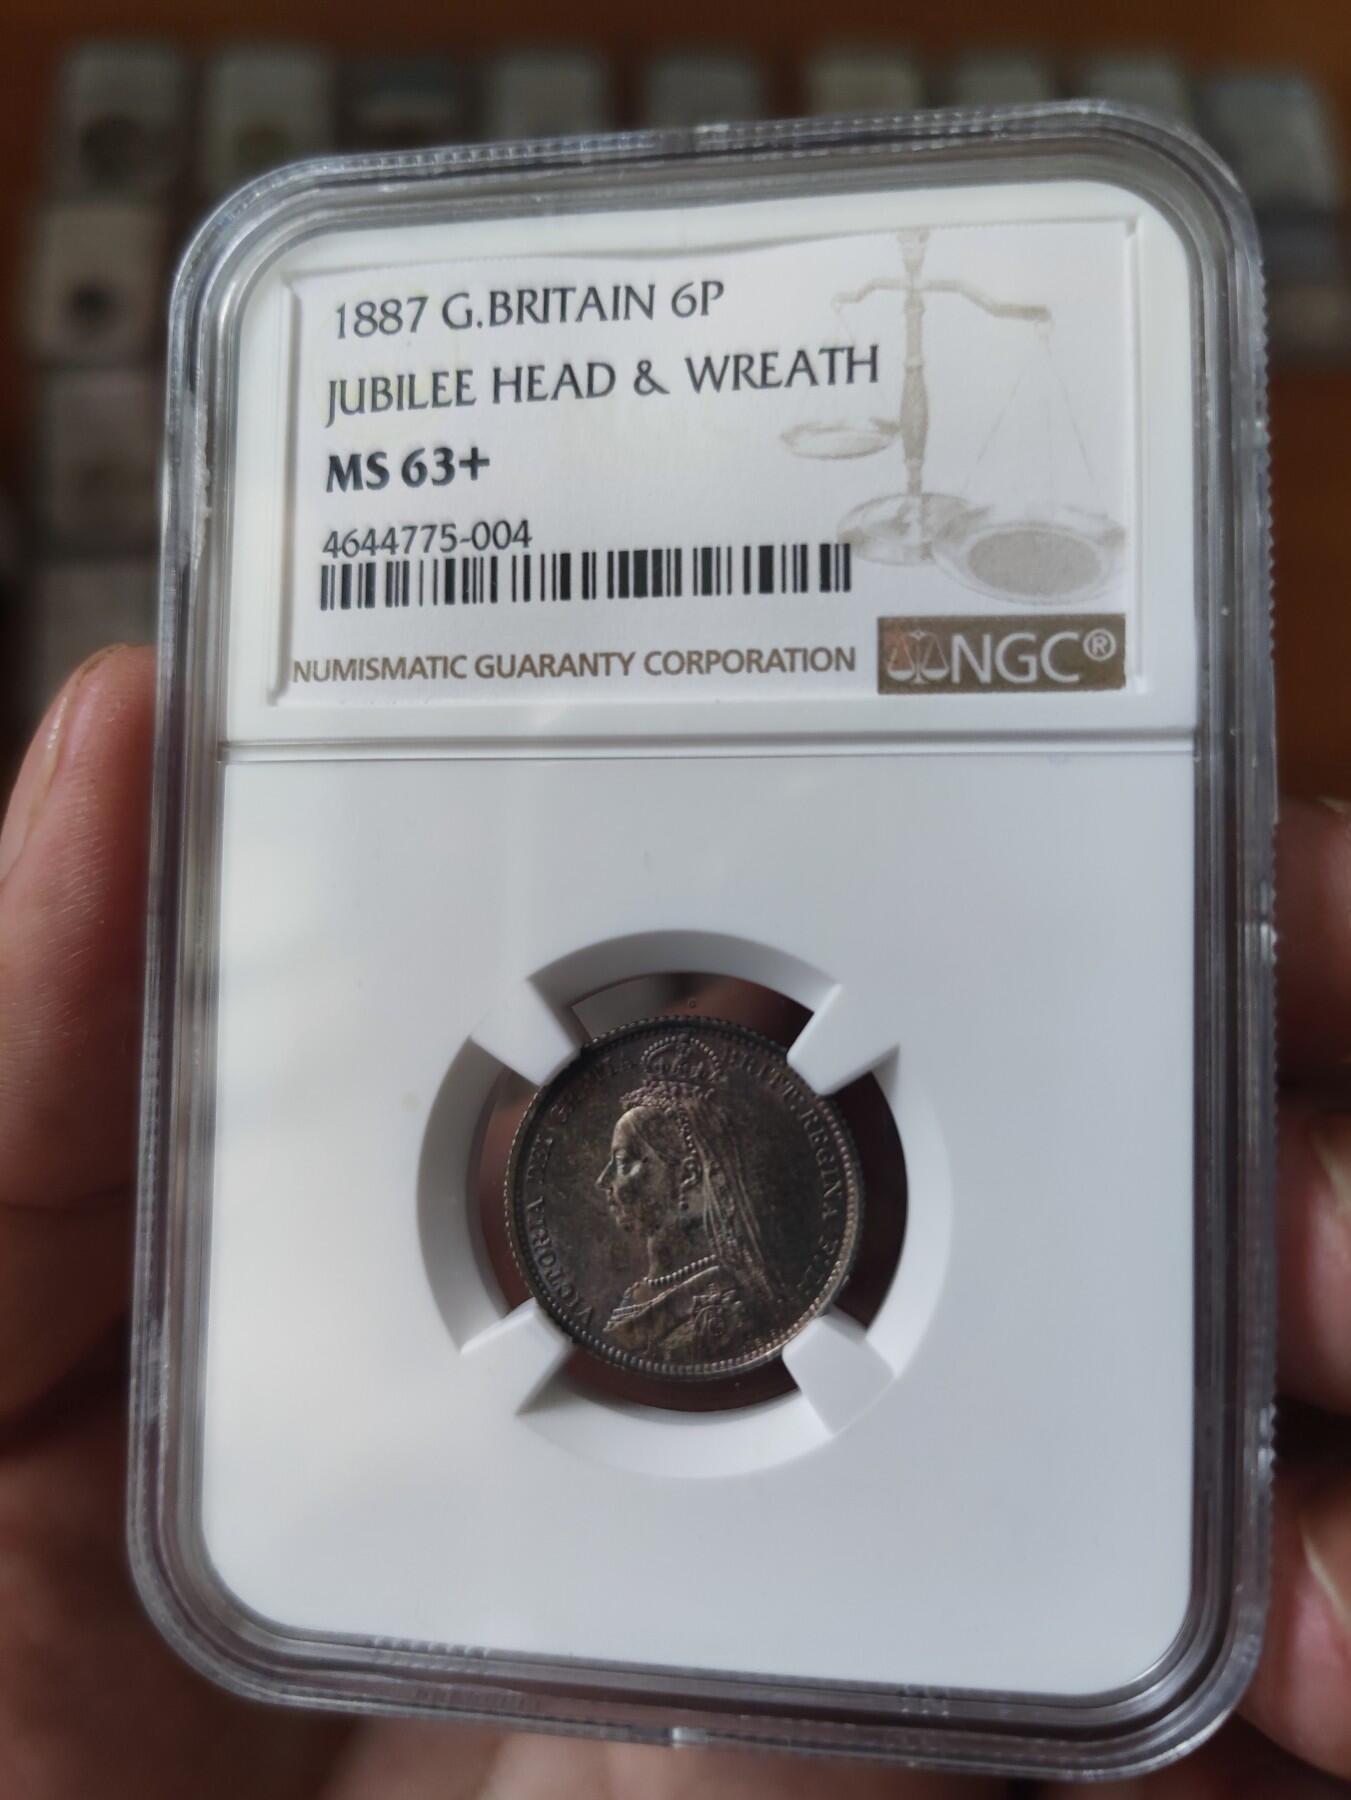 1887 G.BRITAIN 6P
JUBILEE HEAD & WREATH
MS 63+
4644775-004
NUMISMATIC GUARANTY CORPORATION NGC®
VICTORIA DEI GRATIA BRITT: REGINA F:D: